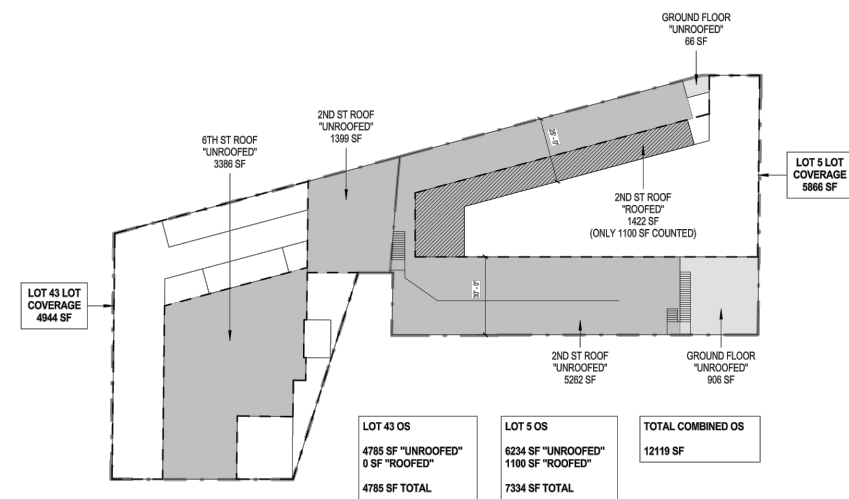 GROUND FLOOR
"UNROOFED"
66 SF
2ND ST ROOF
"UNROOFED"
1399 SF
6TH ST ROOF
"UNROOFED"
3386 SF
LOT 5 LOT
COVERAGE
5866 SF
2ND ST ROOF
"ROOFED"
1422 SF
(ONLY 1100 SF COUNTED)
LOT 43 LOT
COVERAGE
4944 SF
30' - 0"
2ND ST ROOF
"UNROOFED"
5262 SF
GROUND FLOOR
"UNROOFED"
906 SF
LOT 43 OS
4785 SF "UNROOFED"
0 SF "ROOFED"
4785 SF TOTAL
LOT 5 OS
6234 SF "UNROOFED"
1100 SF "ROOFED"
7334 SF TOTAL
TOTAL COMBINED OS
12119 SF